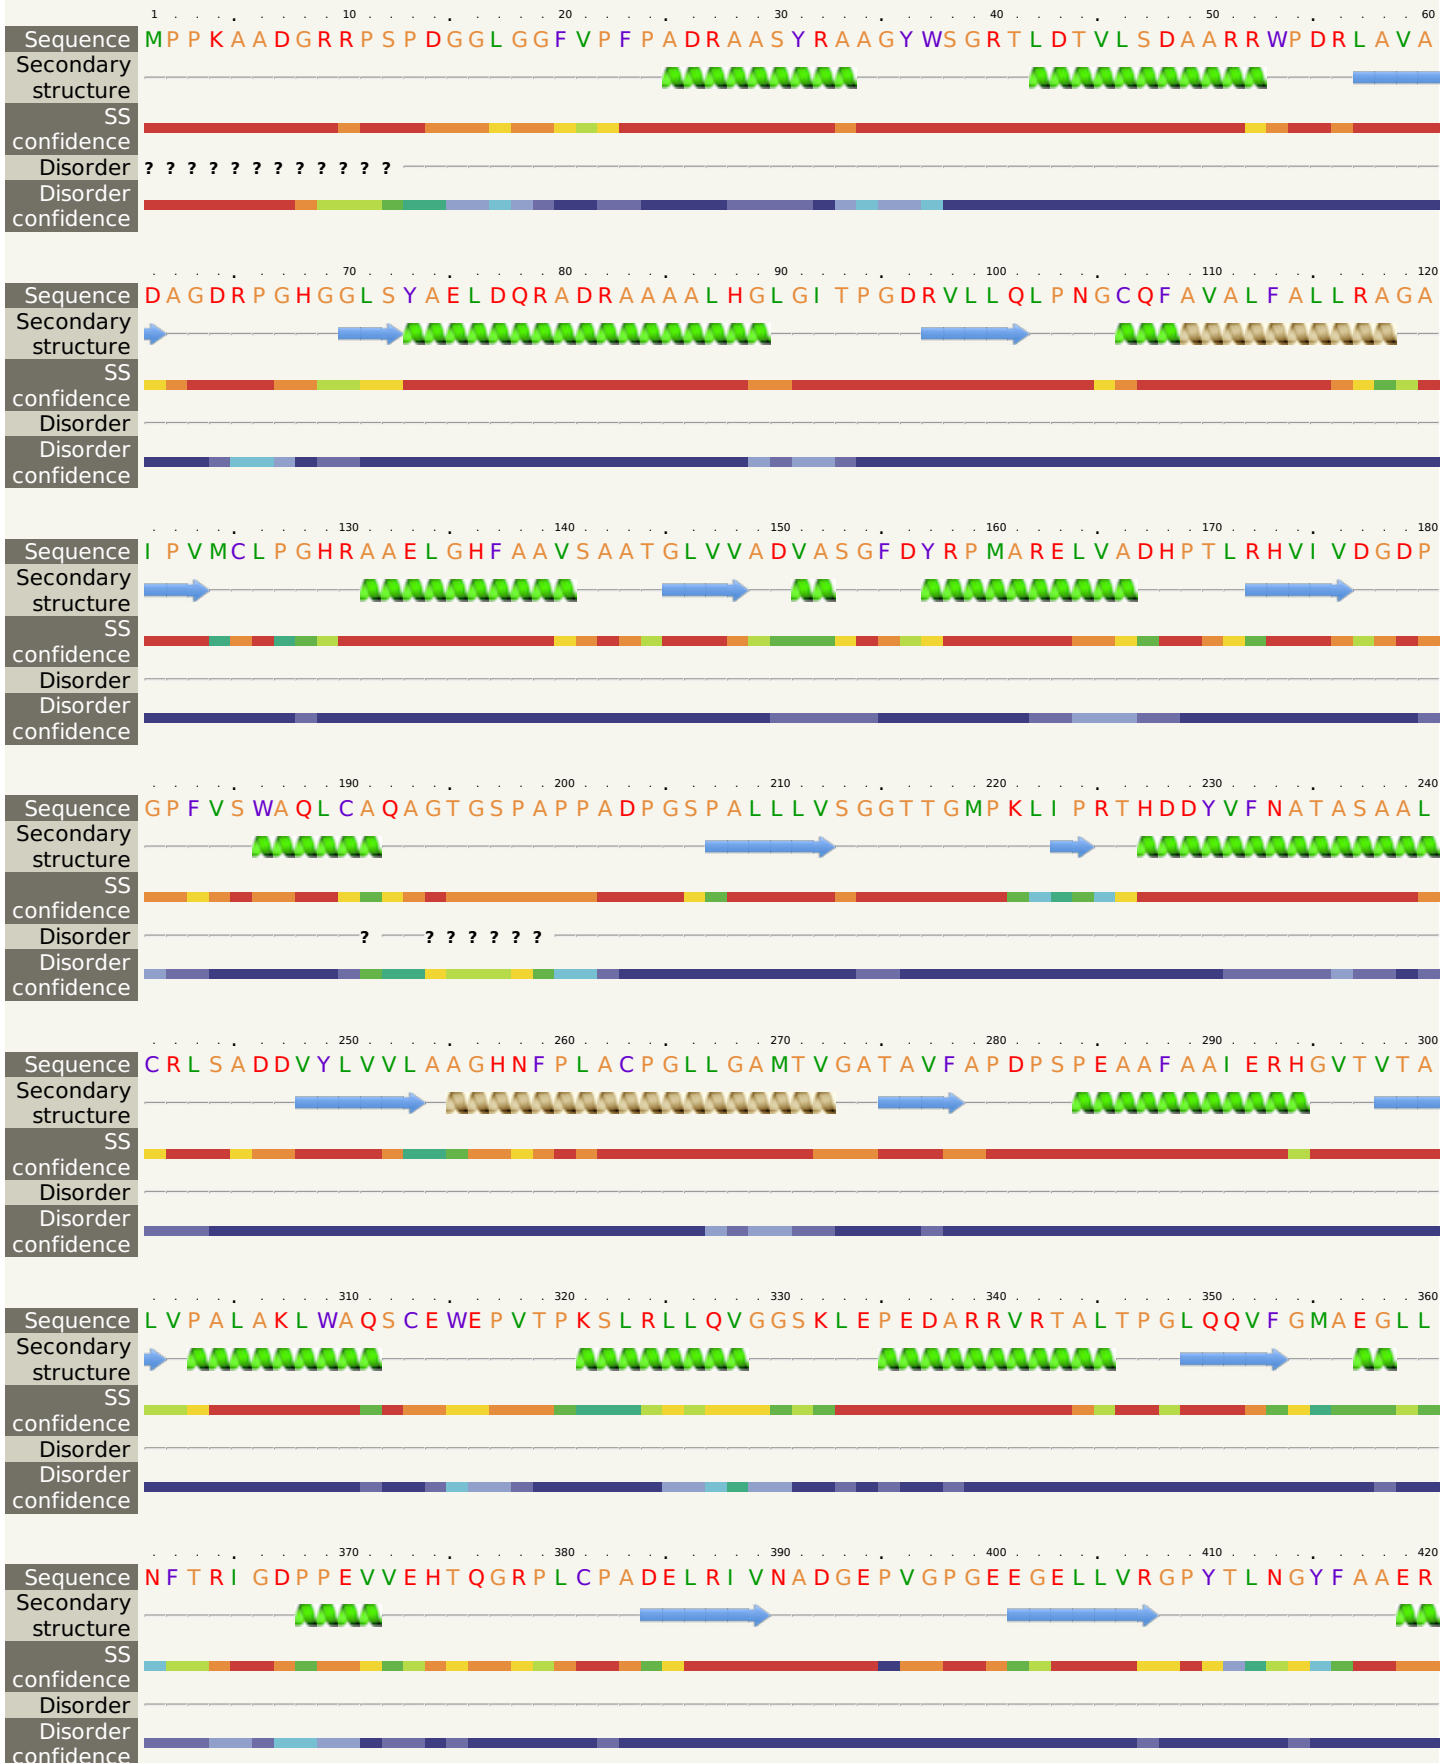 1 . . . . . . . 10 . . . . . . . . . 20 . . . . . . . . . 30 . . . . . . . . . 40 . . . . . . . . . 50 . . . . . . . . . 60
Sequence M P P K A A D G R R P S P D G G L G G F V P F P A D R A A S Y R A A G Y W S G R T L D T V L S D A A R R W P D R L A V A
Secondary
structure
SS
confidence
Disorder ? ? ? ? ? ? ? ? ? ? ? ?
Disorder
confidence
. . . . . . . . 70 . . . . . . . . . 80 . . . . . . . . . 90 . . . . . . . . . 100 . . . . . . . . . 110 . . . . . . . . . 120
Sequence D A G D R P G H G G L S Y A E L D Q R A D R A A A A L H G L G I T P G D R V L L Q L P N G C Q F A V A L F A L L R A G A
Secondary
structure
SS
confidence
Disorder
Disorder
confidence
. . . . . . . . 130 . . . . . . . . . 140 . . . . . . . . . 150 . . . . . . . . . 160 . . . . . . . . . 170 . . . . . . . . . 180
Sequence I P V M C L P G H R A A E L G H F A A V S A A T G L V V A D V A S G F D Y R P M A R E L V A D H P T L R H V I V D G D P
Secondary
structure
SS
confidence
Disorder
Disorder
confidence
. . . . . . . . 190 . . . . . . . . . 200 . . . . . . . . . 210 . . . . . . . . . 220 . . . . . . . . . 230 . . . . . . . . . 240
Sequence G P F V S W A Q L C A Q A G T G S P A P P A D P G S P A L L L V S G G T T G M P K L I P R T H D D Y V F N A T A S A A L
Secondary
structure
SS
confidence
Disorder ? ? ? ? ? ? ?
Disorder
confidence
. . . . . . . . 250 . . . . . . . . . 260 . . . . . . . . . 270 . . . . . . . . . 280 . . . . . . . . . 290 . . . . . . . . . 300
Sequence C R L S A D D V Y L V V L A A G H N F P L A C P G L L G A M T V G A T A V F A P D P S P E A A F A A I E R H G V T V T A
Secondary
structure
SS
confidence
Disorder
Disorder
confidence
. . . . . . . . 310 . . . . . . . . . 320 . . . . . . . . . 330 . . . . . . . . . 340 . . . . . . . . . 350 . . . . . . . . . 360
Sequence L V P A L A K L W A Q S C E W E P V T P K S L R L L Q V G G S K L E P E D A R R V R T A L T P G L Q Q V F G M A E G L L
Secondary
structure
SS
confidence
Disorder
Disorder
confidence
. . . . . . . . 370 . . . . . . . . . 380 . . . . . . . . . 390 . . . . . . . . . 400 . . . . . . . . . 410 . . . . . . . . . 420
Sequence N F T R I G D P P E V V E H T Q G R P L C P A D E L R I V N A D G E P V G P G E E G E L L V R G P Y T L N G Y F A A E R
Secondary
structure
SS
confidence
Disorder
Disorder
confidence